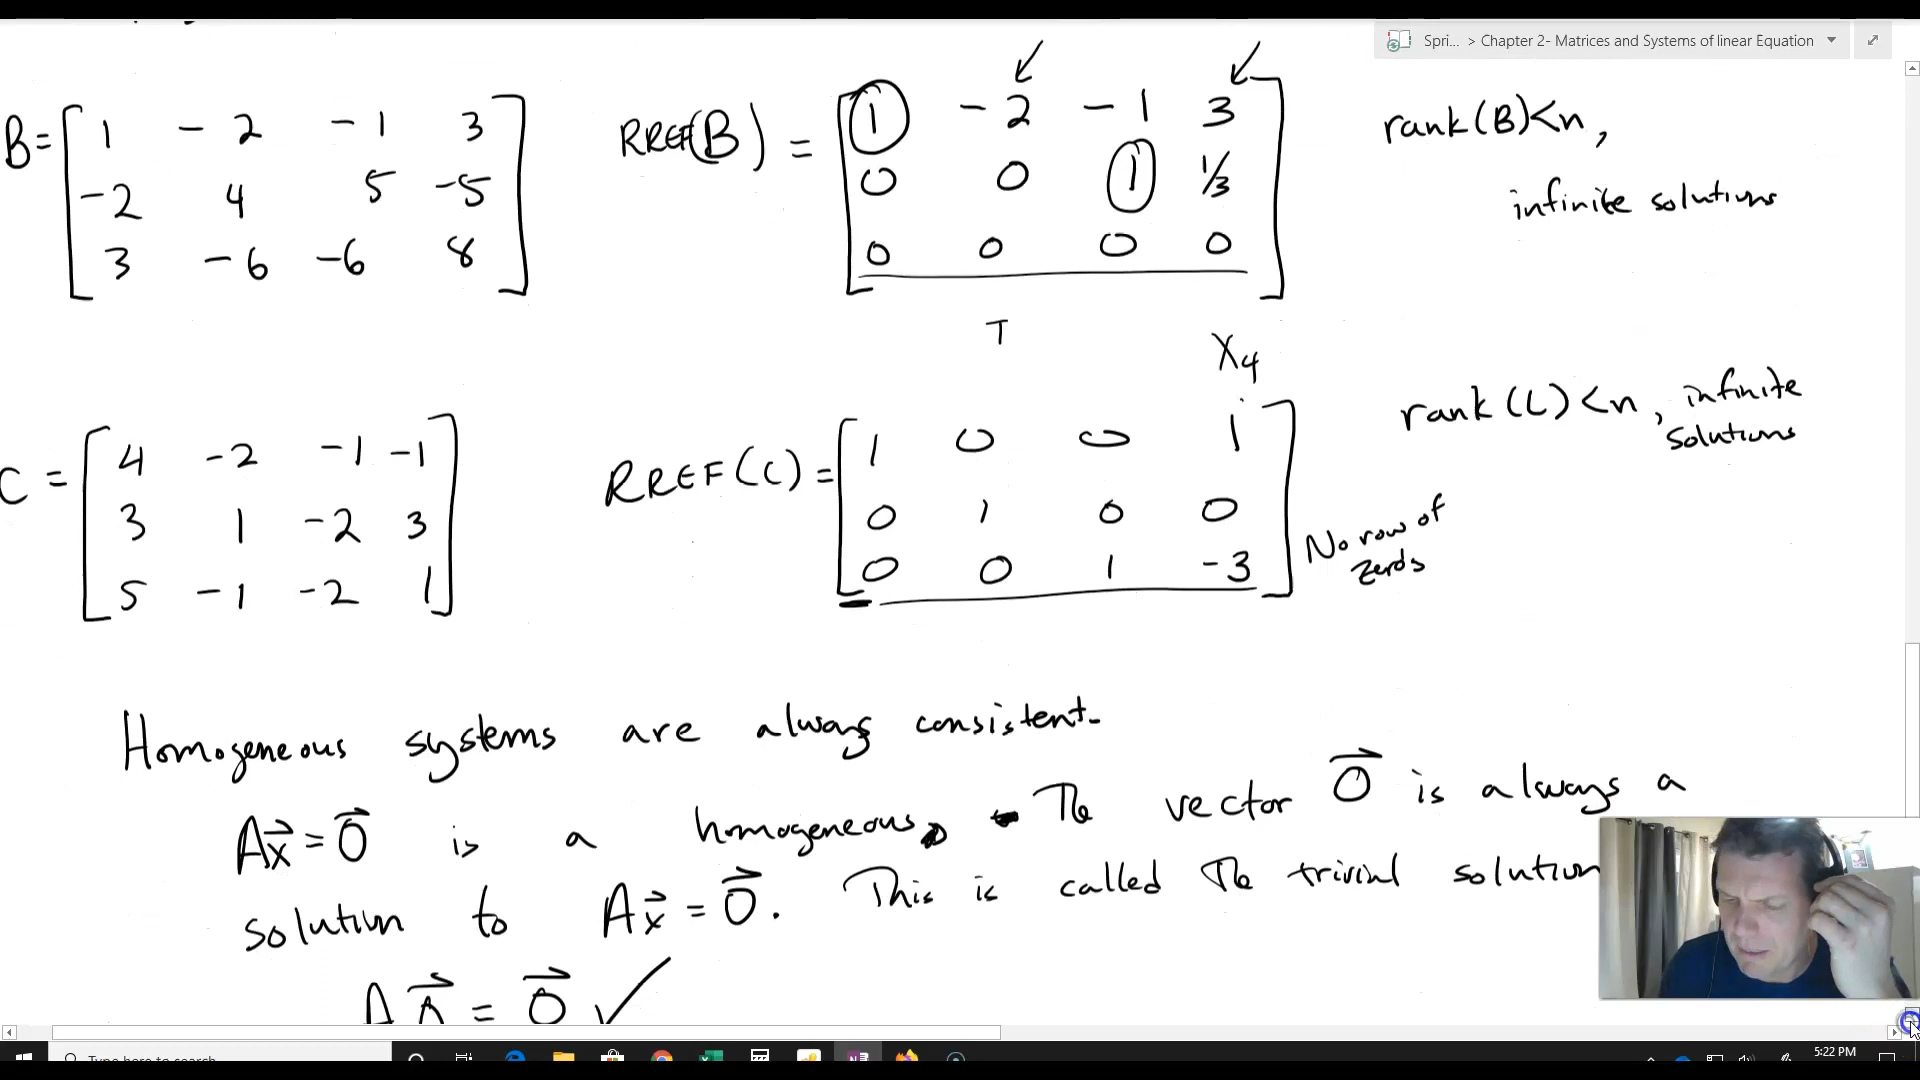 Spri... > Chapter 2- Matrices and Systems of linear Equation
B = [ 1 -2 -1 3
-2 4 5 -5
3 -6 -6 8 ]
RREF(B) = [ 1 -2 -1 3
0 0 1 1/3
0 0 0 0 ]
rank(B)<n,
infinite solutions
T
X4
C = [ 4 -2 -1 -1
3 1 -2 3
5 -1 -2 1 ]
RREF(C) = [ 1 0 0 1
0 1 0 0
0 0 1 -3 ]
rank(C)<n, infinite
solutions
No row of
zeros
Homogeneous systems are always consistent.
Ax⃗ = 0⃗ is a homogeneous. The vector 0⃗ is always a
solution to Ax⃗ = 0⃗. This is called the trivial solution
= 0⃗ ✓
5:22 PM